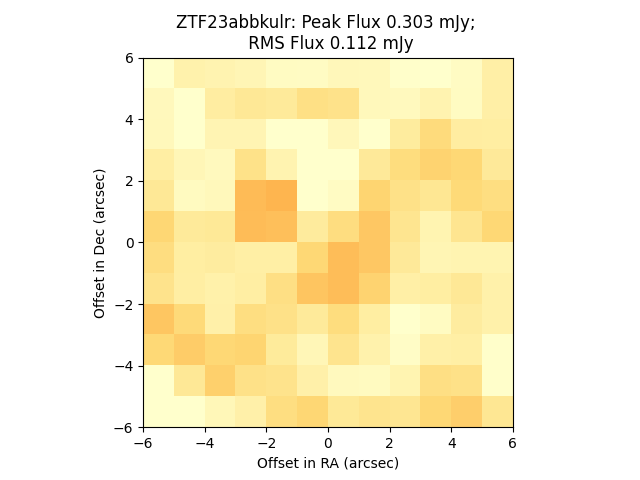 ZTF23abbkulr: Peak Flux 0.303 mJy;
RMS Flux 0.112 mJy
6
4
2
0
−2
−4
−6
Offset in Dec (arcsec)
−6 −4 −2 0 2 4 6
Offset in RA (arcsec)